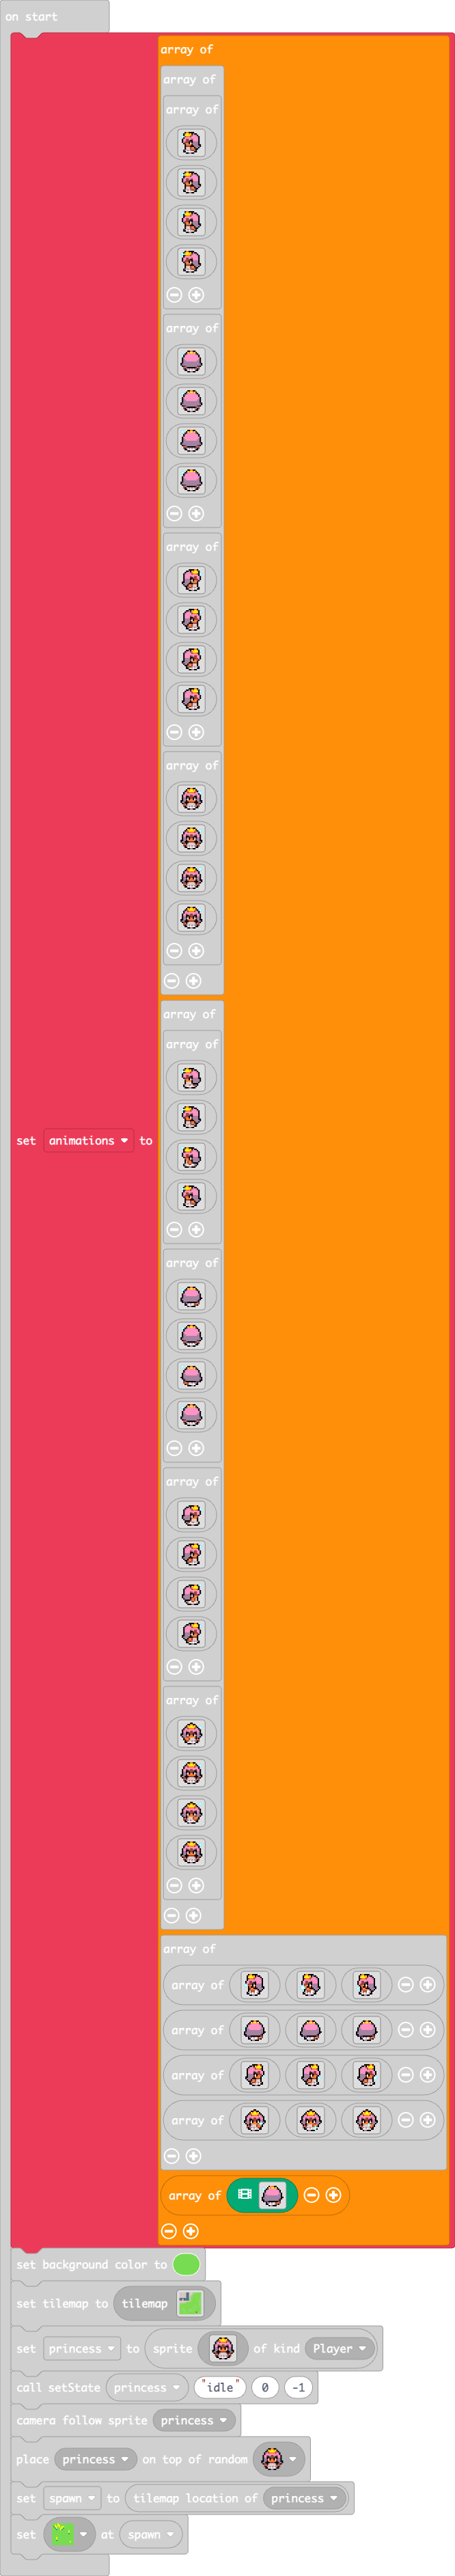 on start
array of
array of
array of
array of
array of
array of
array of
array of
set animations to
array of
array of
array of
array of
array of
array of
array of
array of
array of
array of
set background color to
set tilemap to tilemap
set princess to sprite of kind Player
call setState princess "idle" 0 -1
camera follow sprite princess
place princess on top of random
set spawn to tilemap location of princess
set at spawn